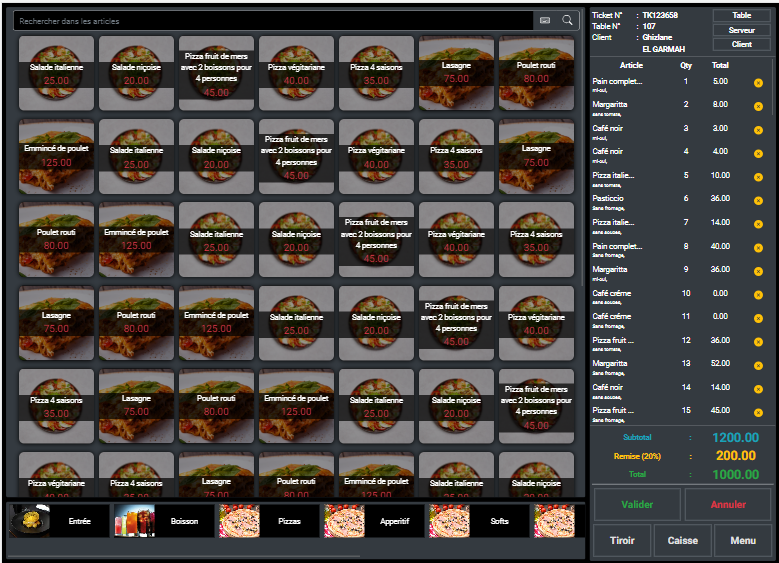 Rechercher dans les articles
Salade italienne
25.00
Salade niçoise
20.00
Pizza fruit de mers
avec 2 boissons pour
4 personnes
45.00
Pizza végitariane
40.00
Pizza 4 saisons
35.00
Lasagne
75.00
Poulet routi
80.00
Emmincé de poulet
125.00
Salade italienne
25.00
Salade niçoise
20.00
Pizza fruit de mers
avec 2 boissons pour
4 personnes
45.00
Pizza végitariane
40.00
Pizza 4 saisons
35.00
Lasagne
75.00
Poulet routi
80.00
Emmincé de poulet
125.00
Salade italienne
25.00
Salade niçoise
20.00
Pizza fruit de mers
avec 2 boissons pour
4 personnes
45.00
Pizza végitariane
40.00
Pizza 4 saisons
35.00
Lasagne
75.00
Poulet routi
80.00
Emmincé de poulet
125.00
Salade italienne
25.00
Salade niçoise
20.00
Pizza fruit de mers
avec 2 boissons pour
4 personnes
45.00
Pizza végitariane
40.00
Pizza 4 saisons
35.00
Lasagne
75.00
Poulet routi
80.00
Emmincé de poulet
125.00
Salade italienne
25.00
Salade niçoise
20.00
Pizza fruit de mers
avec 2 boissons pour
4 personnes
45.00
Pizza végitariane
40.00
Pizza 4 saisons
35.00
Lasagne
75.00
Poulet routi
80.00
Emmincé de poulet
125.00
Salade italienne
25.00
Salade niçoise
20.00
Entrée
Boisson
Pizzas
Apperitif
Softs
Ticket N° : TK123658
Table N° : 107
Client : Ghizlane
EL GARMAH
Table
Serveur
Client
Article Qty Total
Pain complet... 1 5.00
mi-cui,
Margaritta 2 8.00
sans tomate,
Café noir 3 3.00
mi-cui,
Café noir 4 4.00
mi-cui,
Pizza italie... 5 10.00
sans tomate,
Pasticcio 6 36.00
sans fromage,
Pizza italie... 7 14.00
sans sauces,
Pain complet... 8 40.00
sans fromage,
Margaritta 9 36.00
mi-cui,
Café créme 10 0.00
sans sauces,
Café créme 11 0.00
Sans fromage,
Pizza fruit ... 12 36.00
sans tomate,
Margaritta 13 52.00
Sans fromage,
Café noir 14 14.00
sans sauces,
Pizza fruit ... 15 45.00
Sans fromage,
Subtotal : 1200.00
Remise (20%) : 200.00
Total : 1000.00
Valider
Annuler
Tiroir
Caisse
Menu